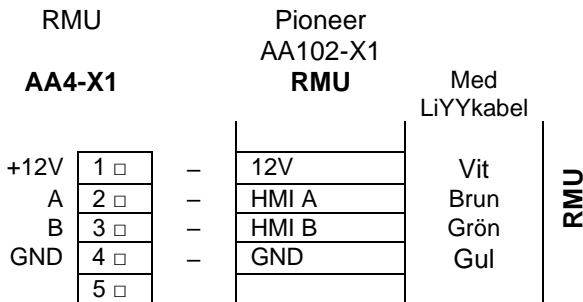 RMU Pioneer
AA102-X1
AA4-X1 RMU Med
LiYYkabel
+12V 1 □ – 12V Vit
A 2 □ – HMI A Brun
B 3 □ – HMI B Grön
GND 4 □ – GND Gul
5 □
RMU